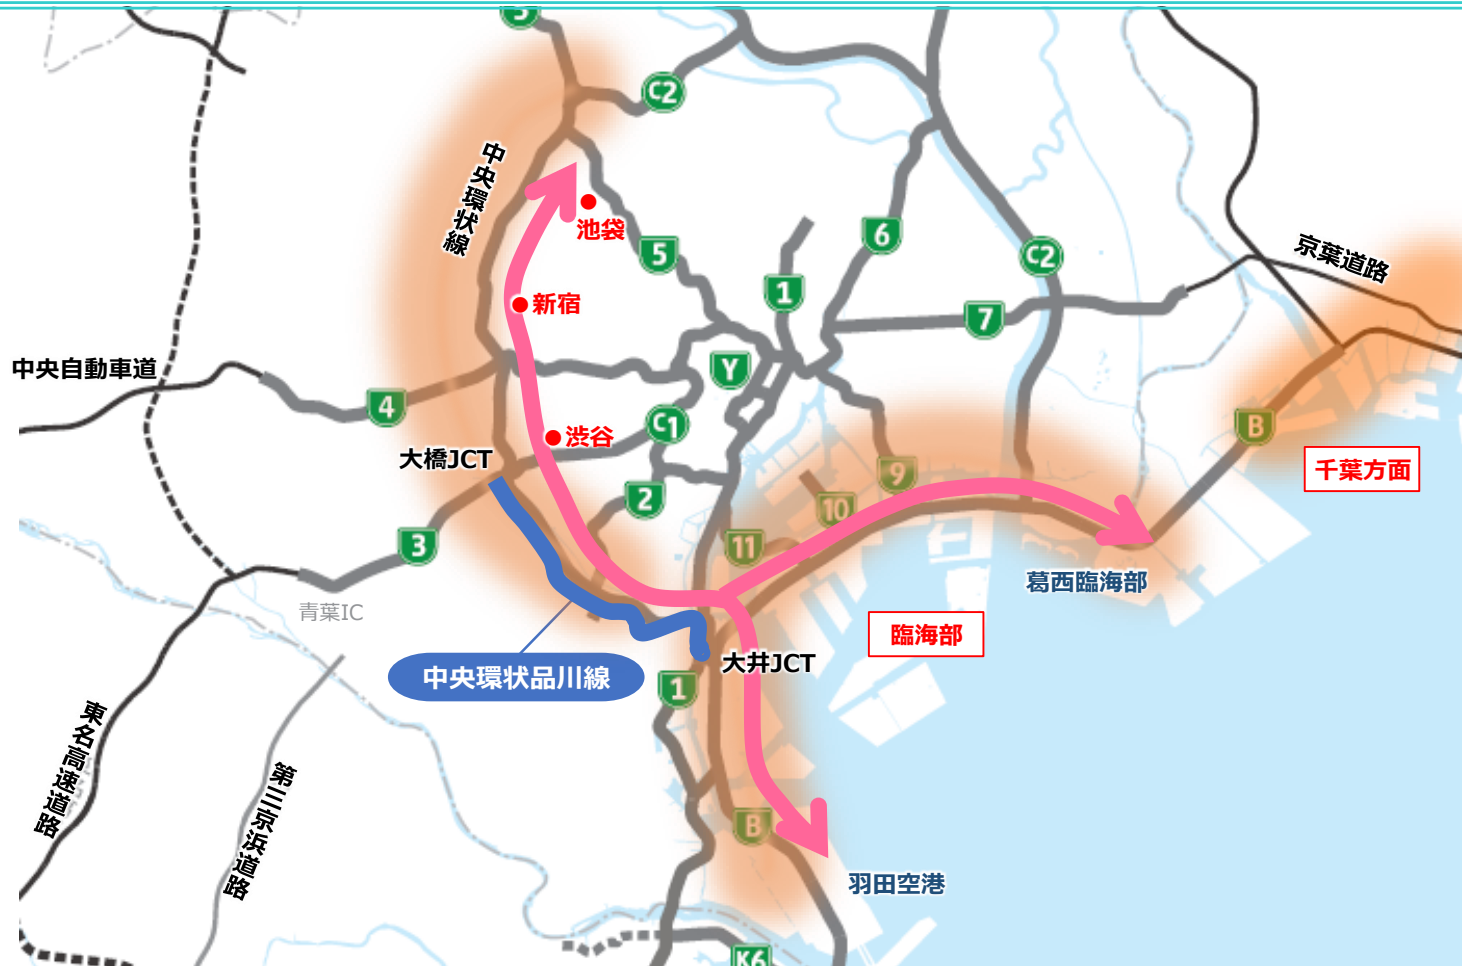 5
C2
中央環状線
池袋
5
6
1
C2
京葉道路
新宿
7
中央自動車道
Y
4
C1
渋谷
B
大橋JCT
9
千葉方面
2
10
3
11
葛西臨海部
青葉IC
臨海部
大井JCT
中央環状品川線
1
東名高速道路
第三京浜道路
B
羽田空港
K6